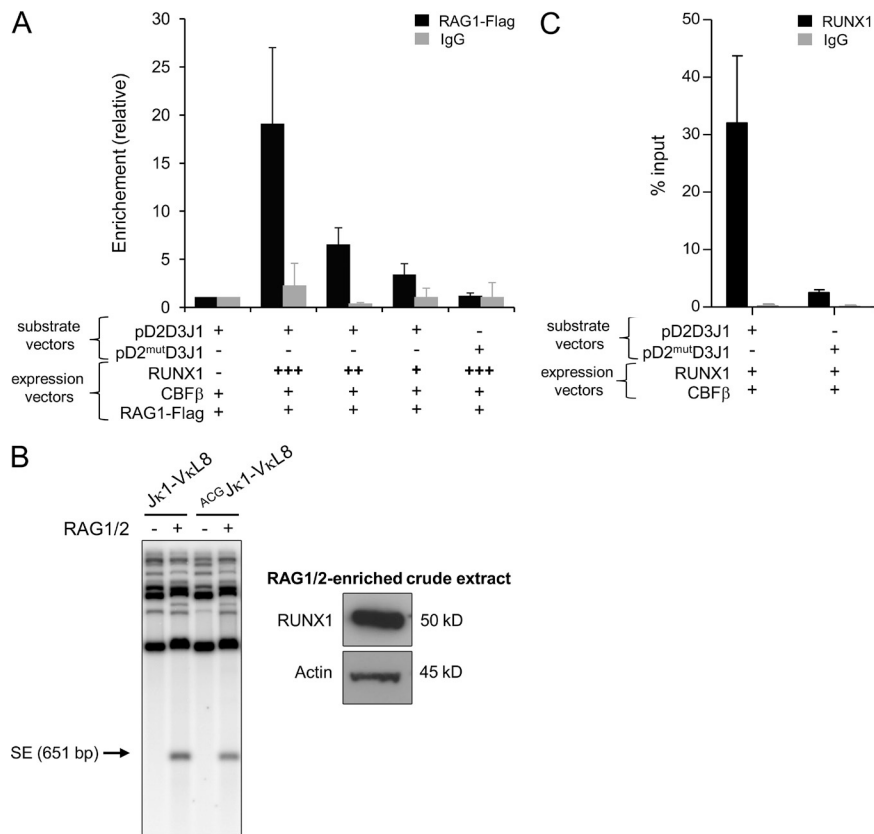 A
30
25
20
15
10
5
0
Enrichement (relative)
RAG1-Flag
IgG
substrate vectors
pD2D3J1 + + + + -
pD2mutD3J1 - - - - +
expression vectors
RUNX1 - +++ ++ + +++
CBFβ + + + + +
RAG1-Flag + + + + +
C
50
40
30
20
10
0
% input
RUNX1
IgG
substrate vectors
pD2D3J1 + -
pD2mutD3J1 - +
expression vectors
RUNX1 + +
CBFβ + +
B
Jκ1-VκL8
ACGJκ1-VκL8
RAG1/2 - + - +
SE (651 bp)
RAG1/2-enriched crude extract
RUNX1 50 kD
Actin 45 kD